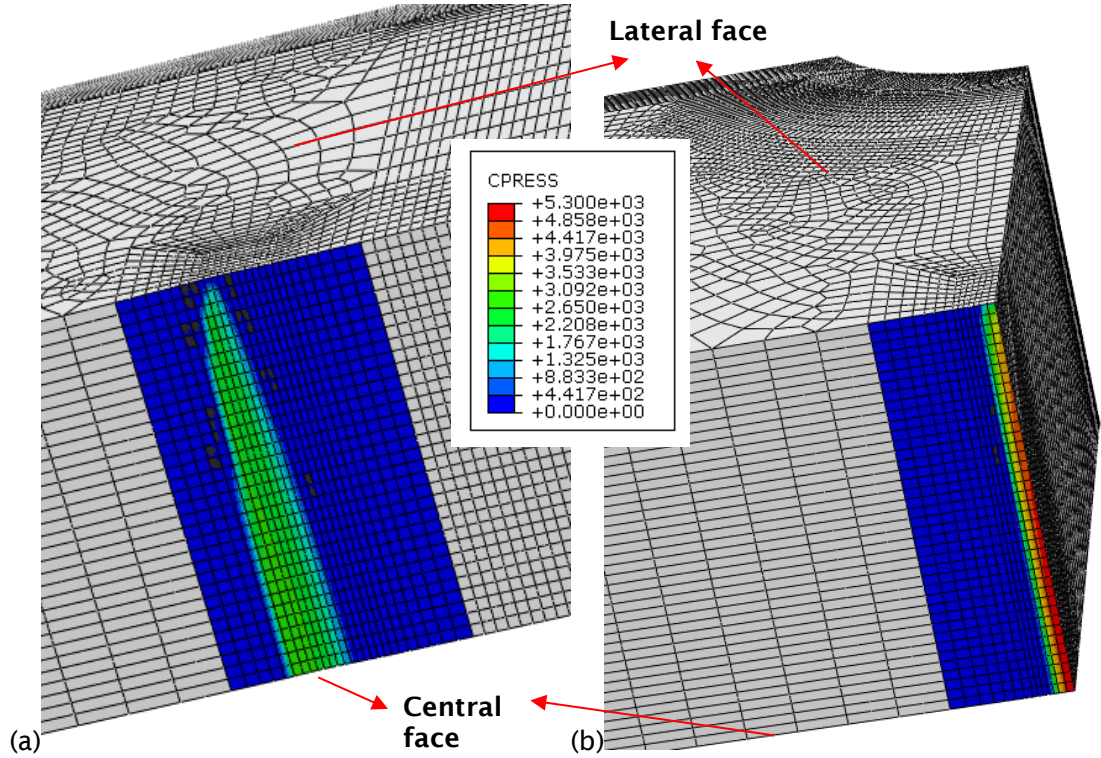 Lateral face
CPRESS
+5.300e+03
+4.858e+03
+4.417e+03
+3.975e+03
+3.533e+03
+3.092e+03
+2.650e+03
+2.208e+03
+1.767e+03
+1.325e+03
+8.833e+02
+4.417e+02
+0.000e+00
Central
face
(a)
(b)